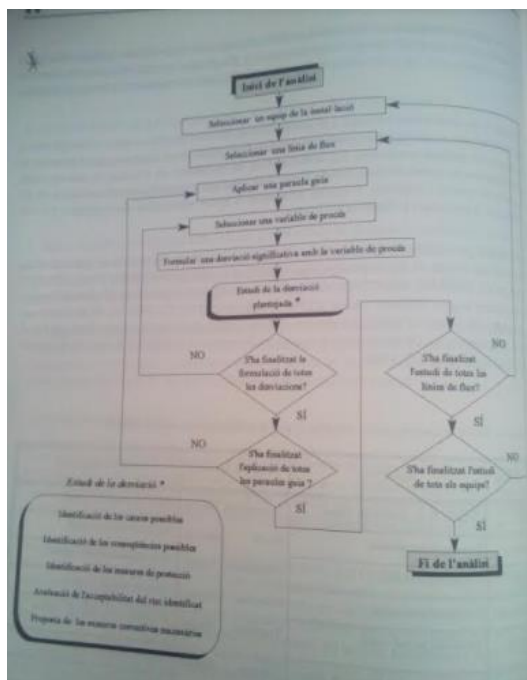 Inici de l'anàlisi
Seleccionar un equip de la instal·lació
Seleccionar una línia de flux
Aplicar una paraula guia
Seleccionar una variable de procés
Formular una desviació significativa amb la variable de procés
Estudi de la desviació
plantejada *
NO
S'ha finalitzat la
formulació de totes
les desviacions?
SÍ
NO
S'ha finalitzat
l'aplicació de totes
les paraules guia ?
SÍ
NO
S'ha finalitzat
l'estudi de totes les
línies de flux?
SÍ
NO
S'ha finalitzat l'estudi
de tots els equips?
SÍ
Fi de l'anàlisi
Estudi de la desviació *
Identificació de les causes possibles
Identificació de les conseqüències possibles
Identificació de les mesures de protecció
Avaluació de l'acceptabilitat del risc identificat
Proposta de les mesures correctives necessàries